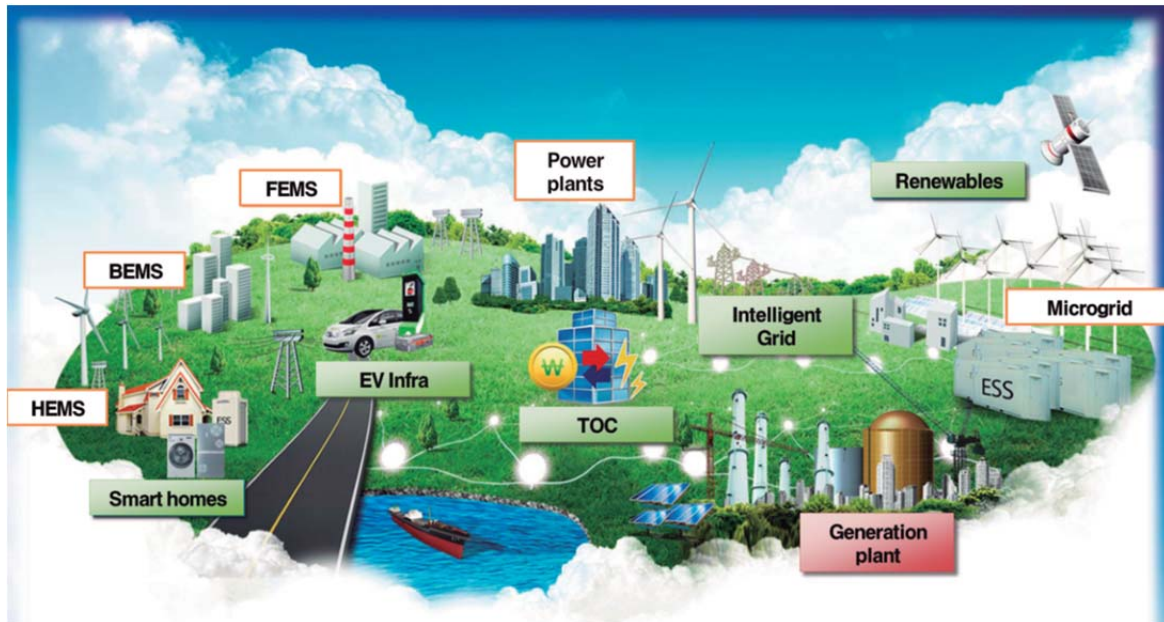 Power
plants
FEMS
Renewables
BEMS
Microgrid
Intelligent
Grid
EV Infra
ESS
HEMS
ESS
₩
TOC
Smart homes
Generation
plant